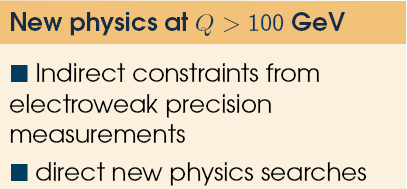 New physics at Q > 100 GeV
■ Indirect constraints from
electroweak precision
measurements
■ direct new physics searches